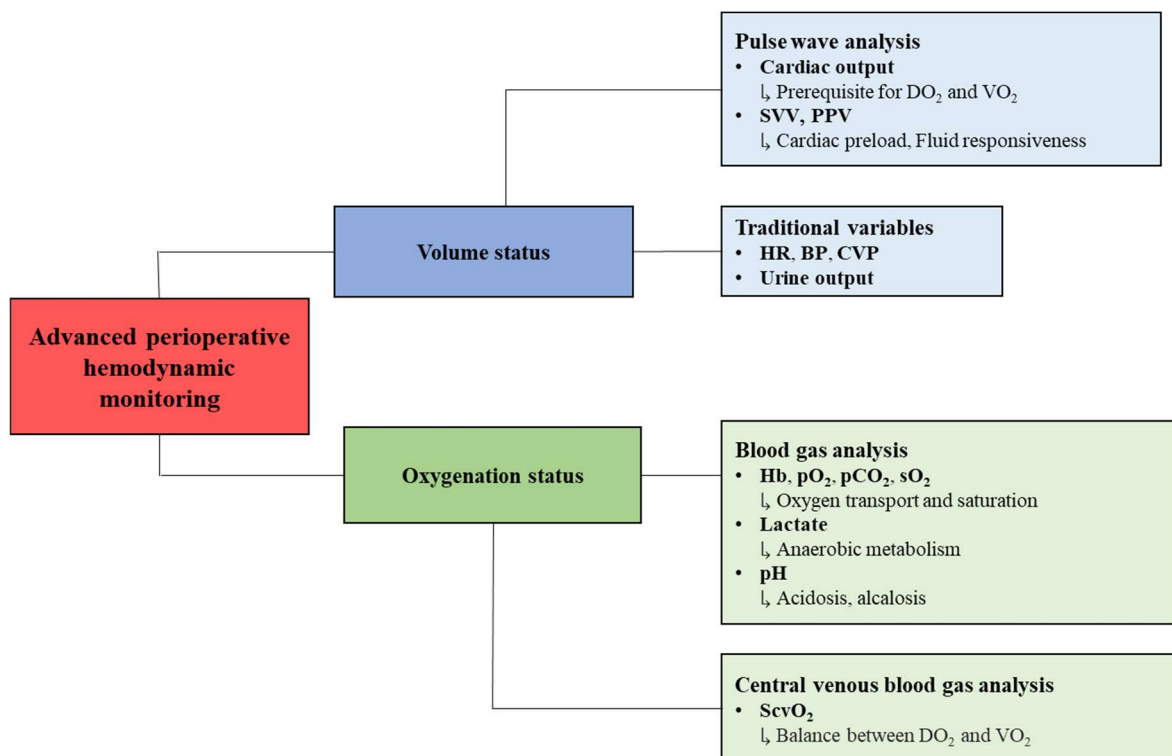 Pulse wave analysis
• Cardiac output
↳ Prerequisite for DO₂ and VO₂
• SVV, PPV
↳ Cardiac preload, Fluid responsiveness
Volume status
Traditional variables
• HR, BP, CVP
• Urine output
Advanced perioperative
hemodynamic
monitoring
Oxygenation status
Blood gas analysis
• Hb, pO₂, pCO₂, sO₂
↳ Oxygen transport and saturation
• Lactate
↳ Anaerobic metabolism
• pH
↳ Acidosis, alcalosis
Central venous blood gas analysis
• ScvO₂
↳ Balance between DO₂ and VO₂